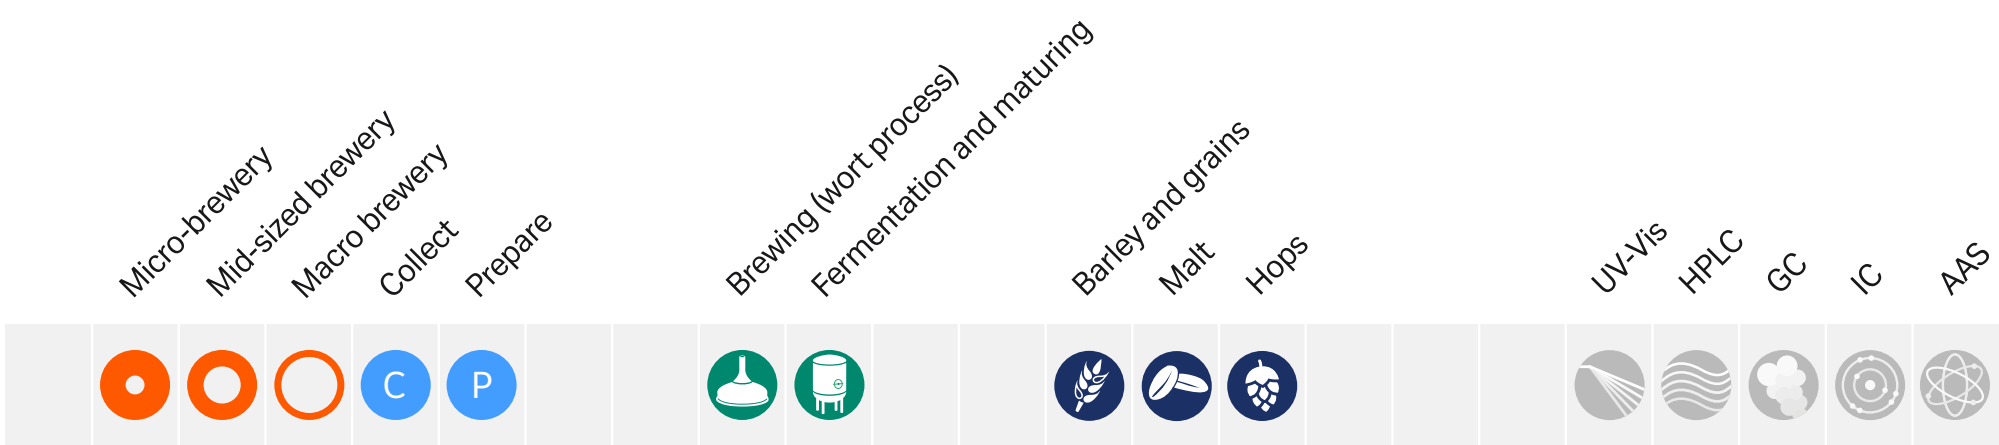 Micro-brewery
Mid-sized brewery
Macro brewery
Collect
Prepare
Brewing (wort process)
Fermentation and maturing
Barley and grains
Malt
Hops
UV-Vis
HPLC
GC
IC
AAS
C
P